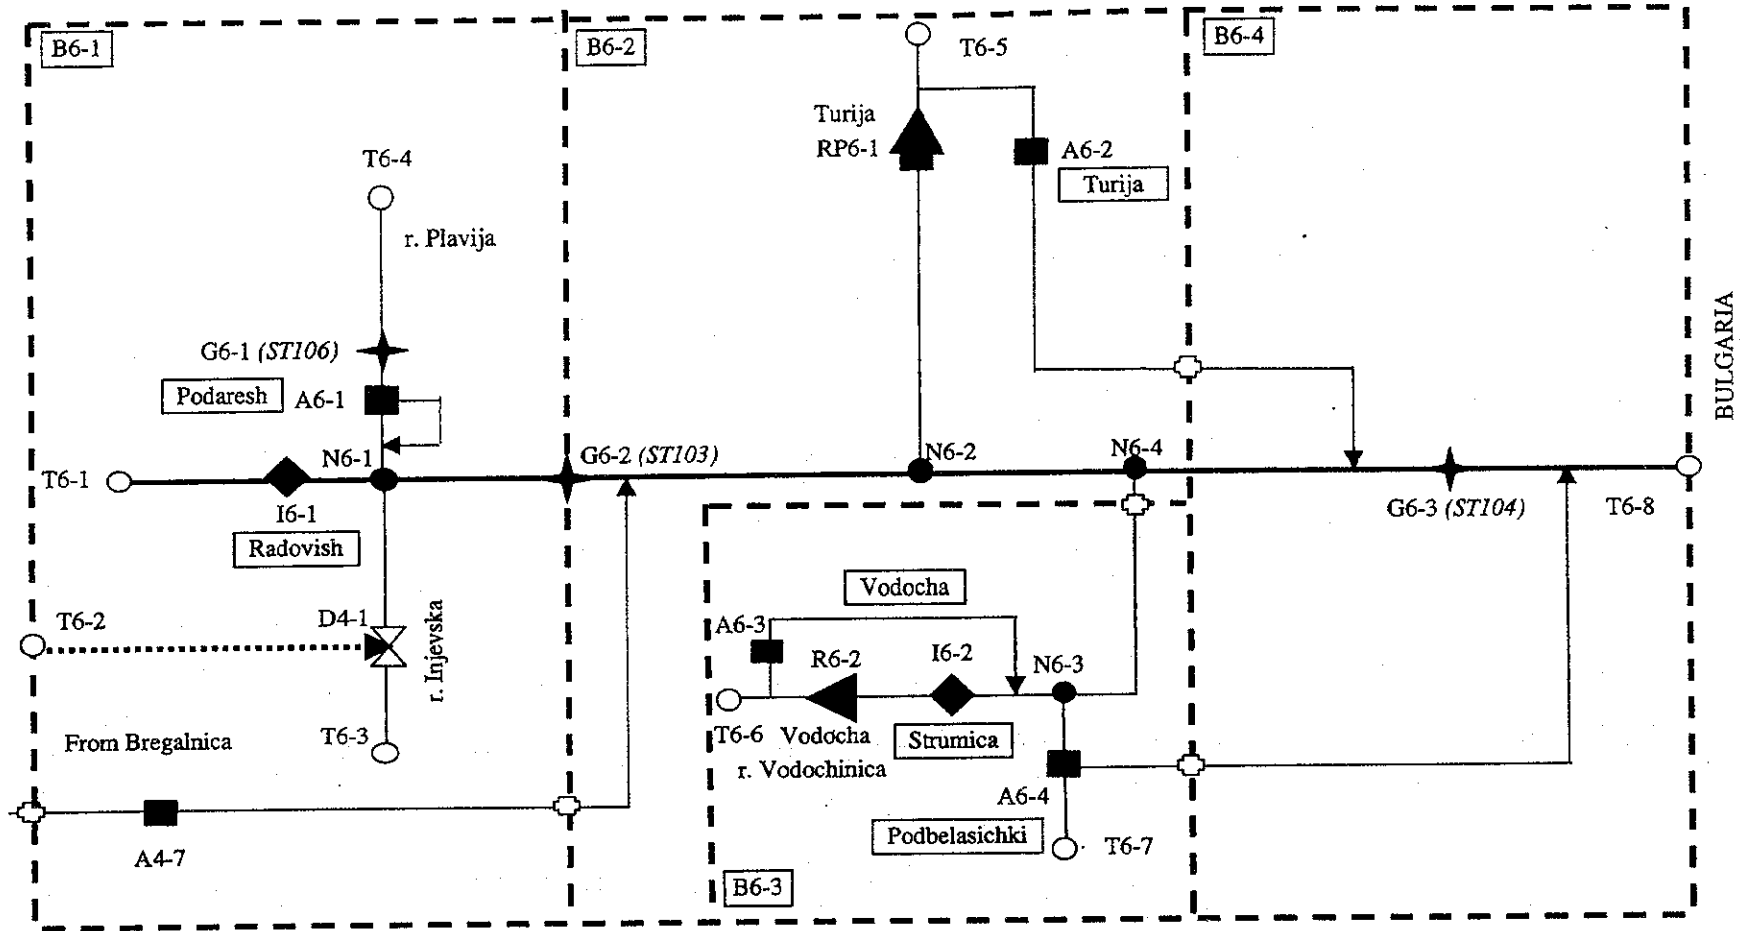 B6-1
B6-2
B6-4
T6-5
Turija
RP6-1
A6-2
Turija
T6-4
r. Plavija
G6-1 (ST106)
Podaresh
A6-1
BULGARIA
T6-1
N6-1
G6-2 (ST103)
N6-2
N6-4
I6-1
Radovish
G6-3 (ST104)
T6-8
T6-2
D4-1
r. Injevska
Vodocha
A6-3
R6-2
I6-2
N6-3
From Bregalnica
T6-3
T6-6
Vodocha
r. Vodochinica
Strumica
A6-4
Podbelasichki
T6-7
A4-7
B6-3